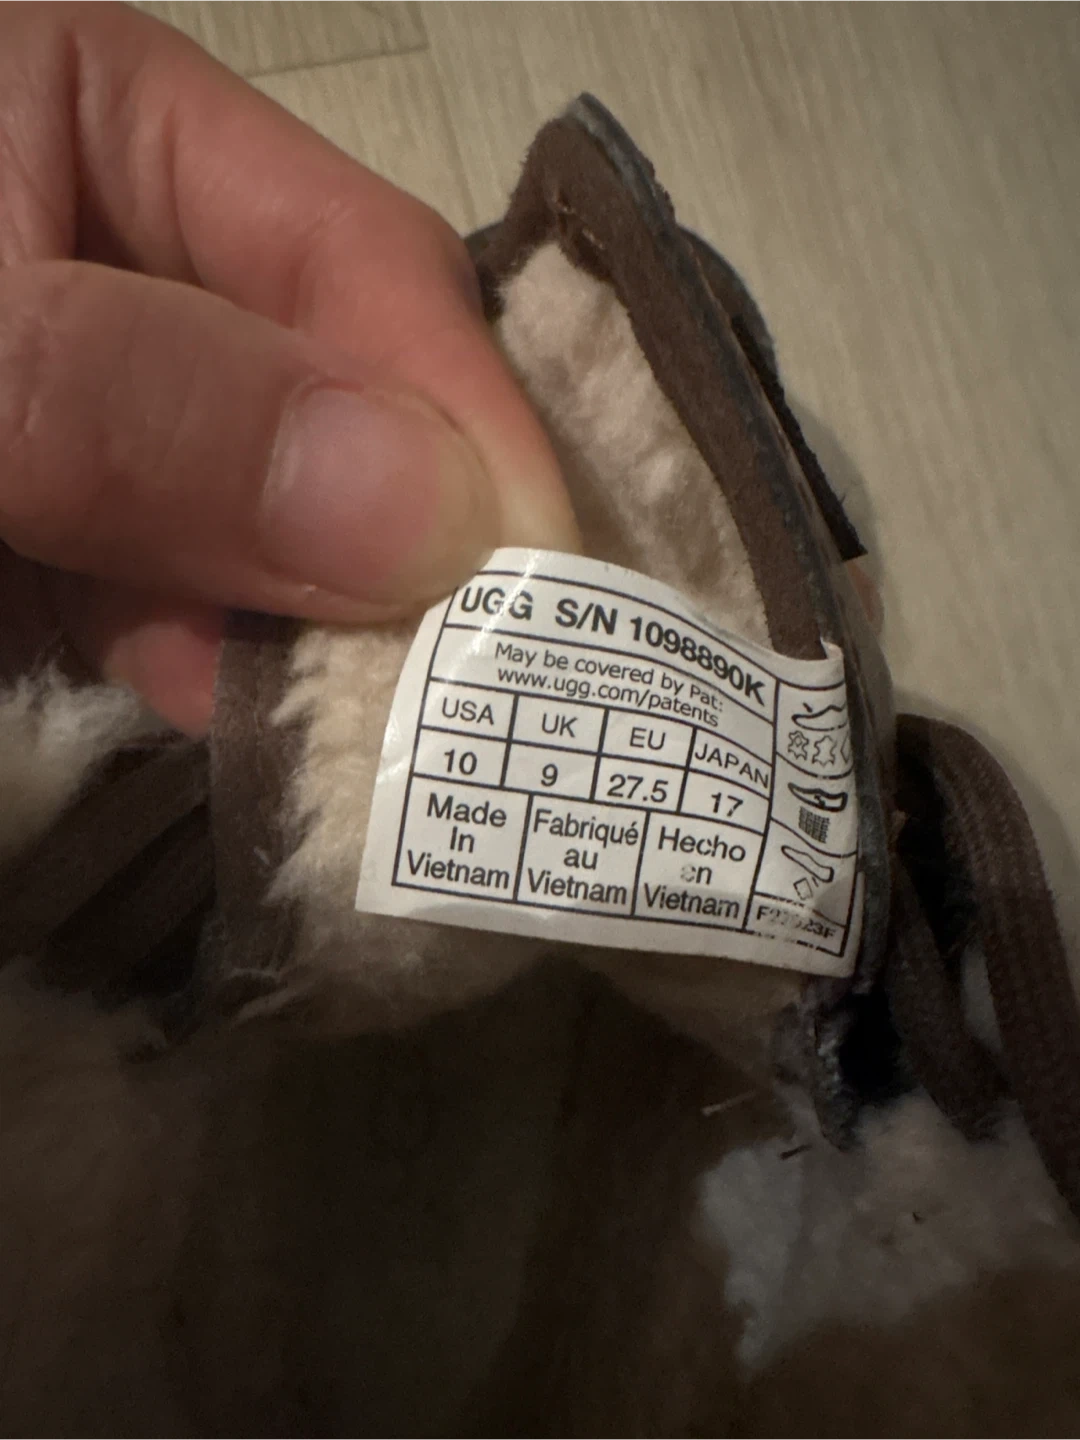 UGG S/N 1098890K
May be covered by Pat:
www.ugg.com/patents
USA UK EU JAPAN
10 9 27.5 17
Made In Vietnam
Fabriqué au Vietnam
Hecho en Vietnam